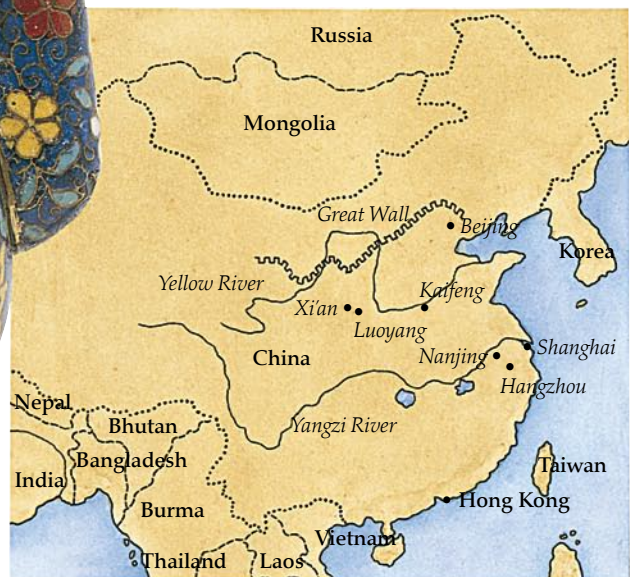 Russia
Mongolia
Great Wall
Beijing
Korea
Yellow River
Kaifeng
Xi'an
Luoyang
Shanghai
China
Nanjing
Hangzhou
Nepal
Bhutan
Yangzi River
Bangladesh
Taiwan
India
Hong Kong
Burma
Vietnam
Thailand
Laos